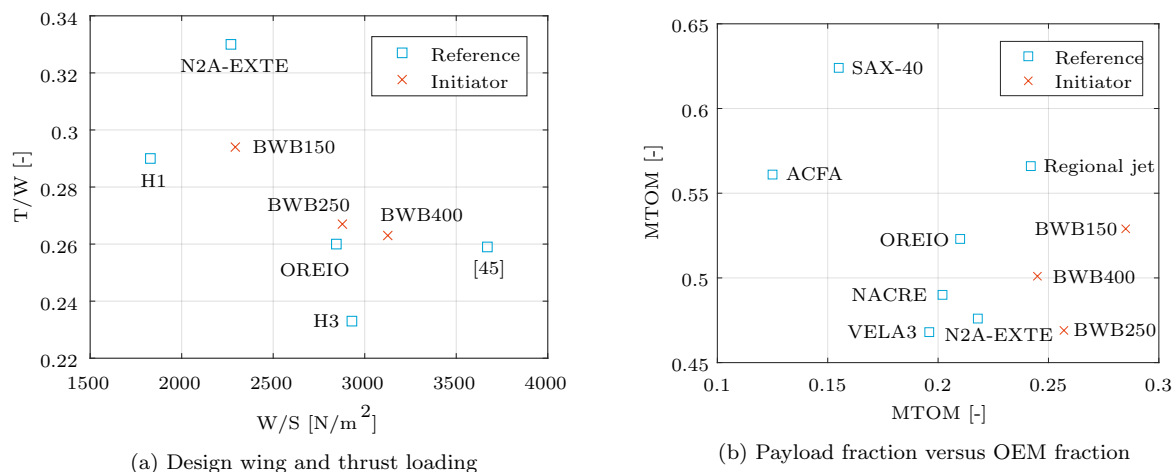 0.34
0.32
0.3
0.28
0.26
0.24
0.22
T/W [-]
1500 2000 2500 3000 3500 4000
W/S [N/m2]
Reference
Initiator
N2A-EXTE
BWB150
H1
BWB250
BWB400
OREIO
[45]
H3
(a) Design wing and thrust loading
0.65
0.6
0.55
0.5
0.45
MTOM [-]
0.1 0.15 0.2 0.25 0.3
MTOM [-]
Reference
Initiator
SAX-40
ACFA
Regional jet
BWB150
OREIO
BWB400
NACRE
VELA3
N2A-EXTE
BWB250
(b) Payload fraction versus OEM fraction